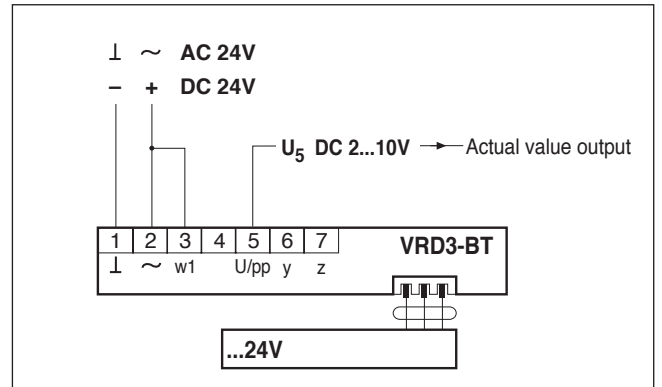 ⊥ ~ AC 24V
– + DC 24V
U5 DC 2...10V Actual value output
1 2 3 4 5 6 7 VRD3-BT
⊥ ~ w1 U/pp y z
...24V